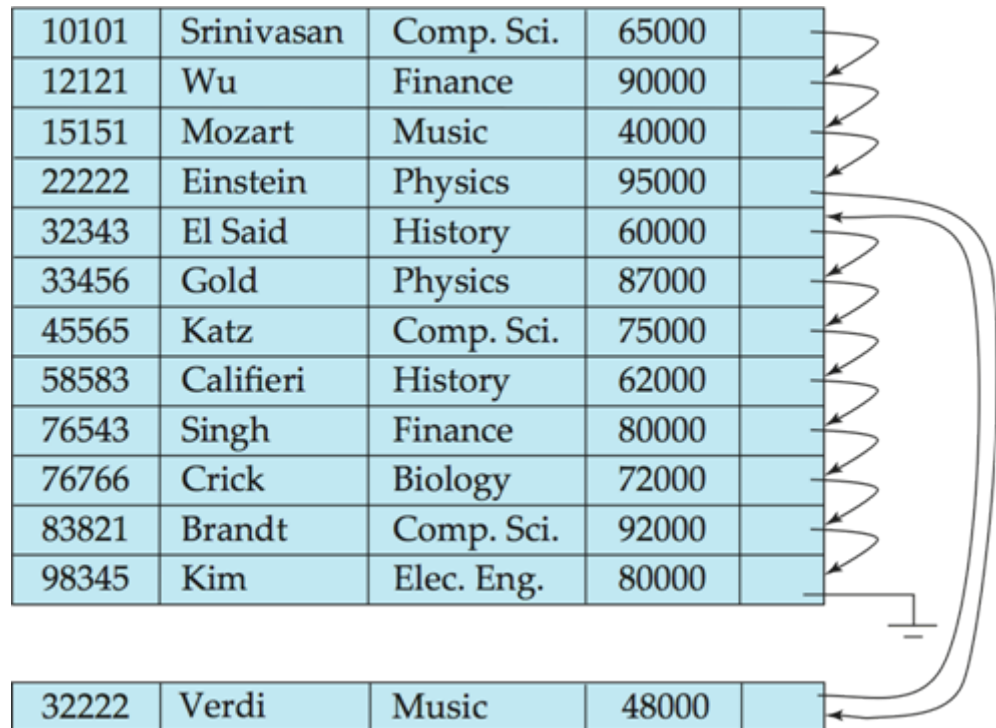 10101 Srinivasan Comp. Sci. 65000
12121 Wu Finance 90000
15151 Mozart Music 40000
22222 Einstein Physics 95000
32343 El Said History 60000
33456 Gold Physics 87000
45565 Katz Comp. Sci. 75000
58583 Califieri History 62000
76543 Singh Finance 80000
76766 Crick Biology 72000
83821 Brandt Comp. Sci. 92000
98345 Kim Elec. Eng. 80000
32222 Verdi Music 48000